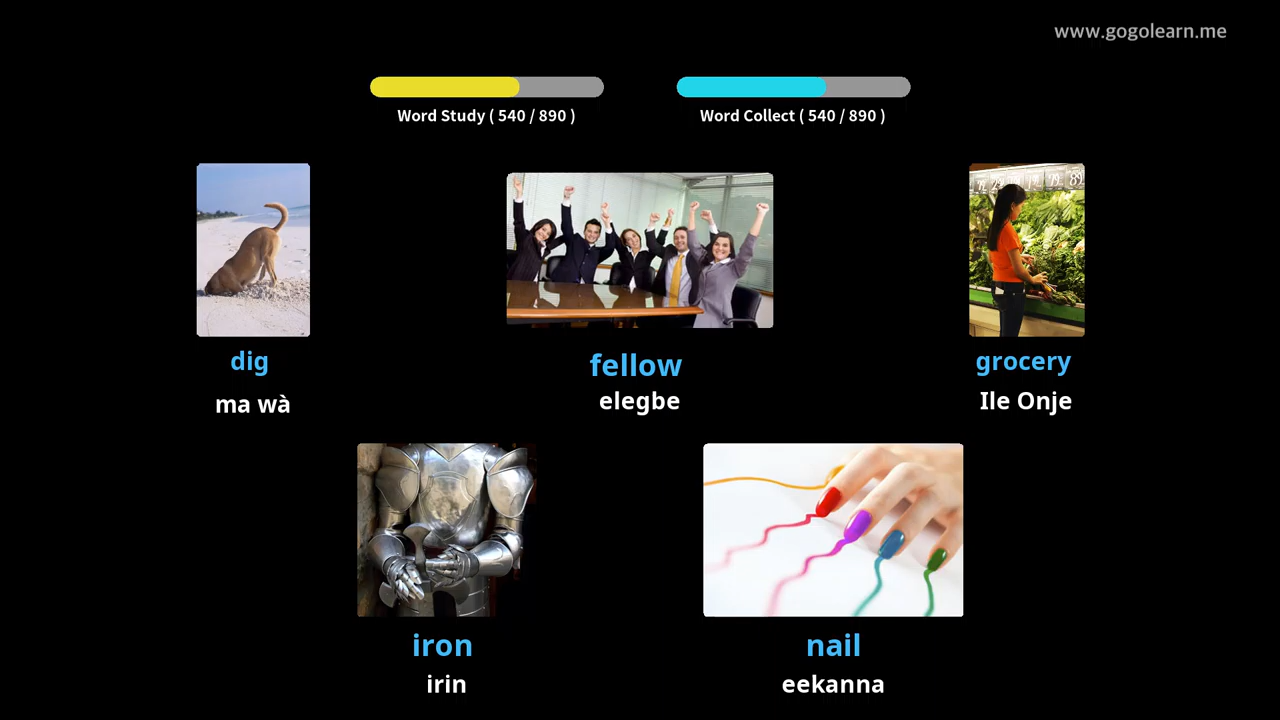 www.gogolearn.me
Word Study ( 540 / 890 )
Word Collect ( 540 / 890 )
dig
ma wà
fellow
elegbe
grocery
Ile Onje
iron
irin
nail
eekanna